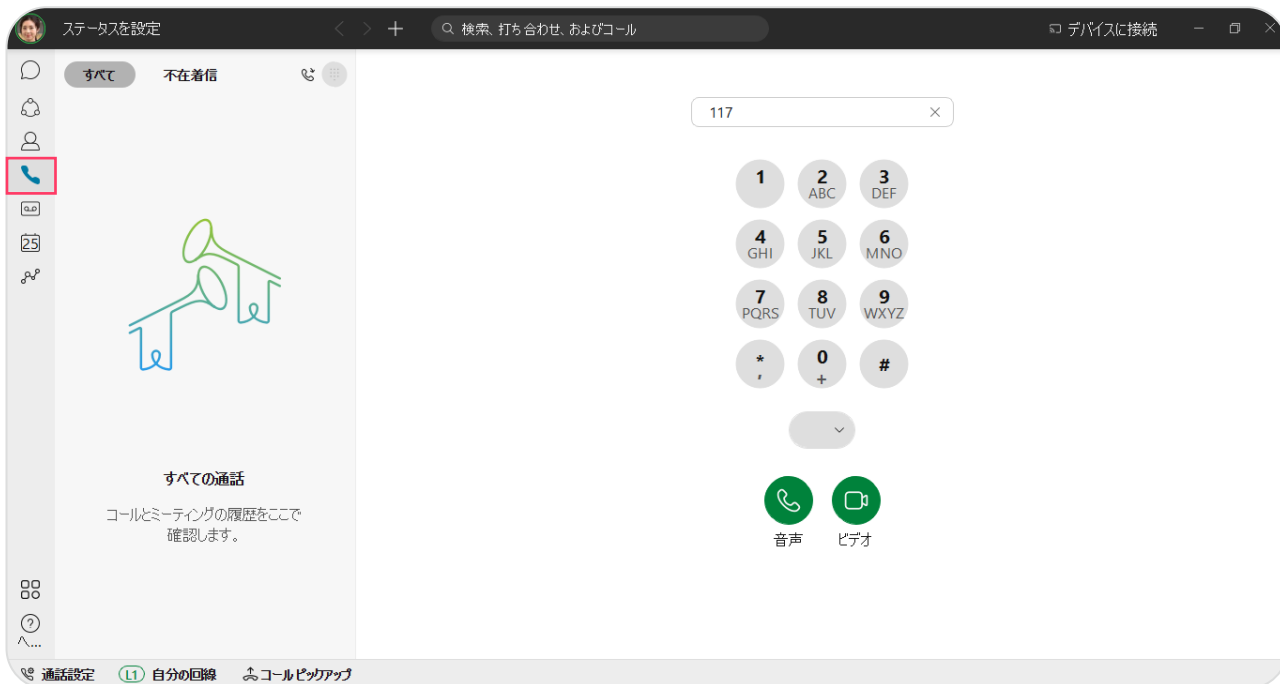 ステータスを設定
検索、打ち合わせ、およびコール
デバイスに接続
すべて
不在着信
117
1
2
ABC
3
DEF
4
GHI
5
JKL
6
MNO
7
PQRS
8
TUV
9
WXYZ
*
,
0
+
#
25
すべての通話
コールとミーティングの履歴をここで
確認します。
音声
ビデオ
?
ヘ...
通話設定
L1
自分の回線
コールピックアップ